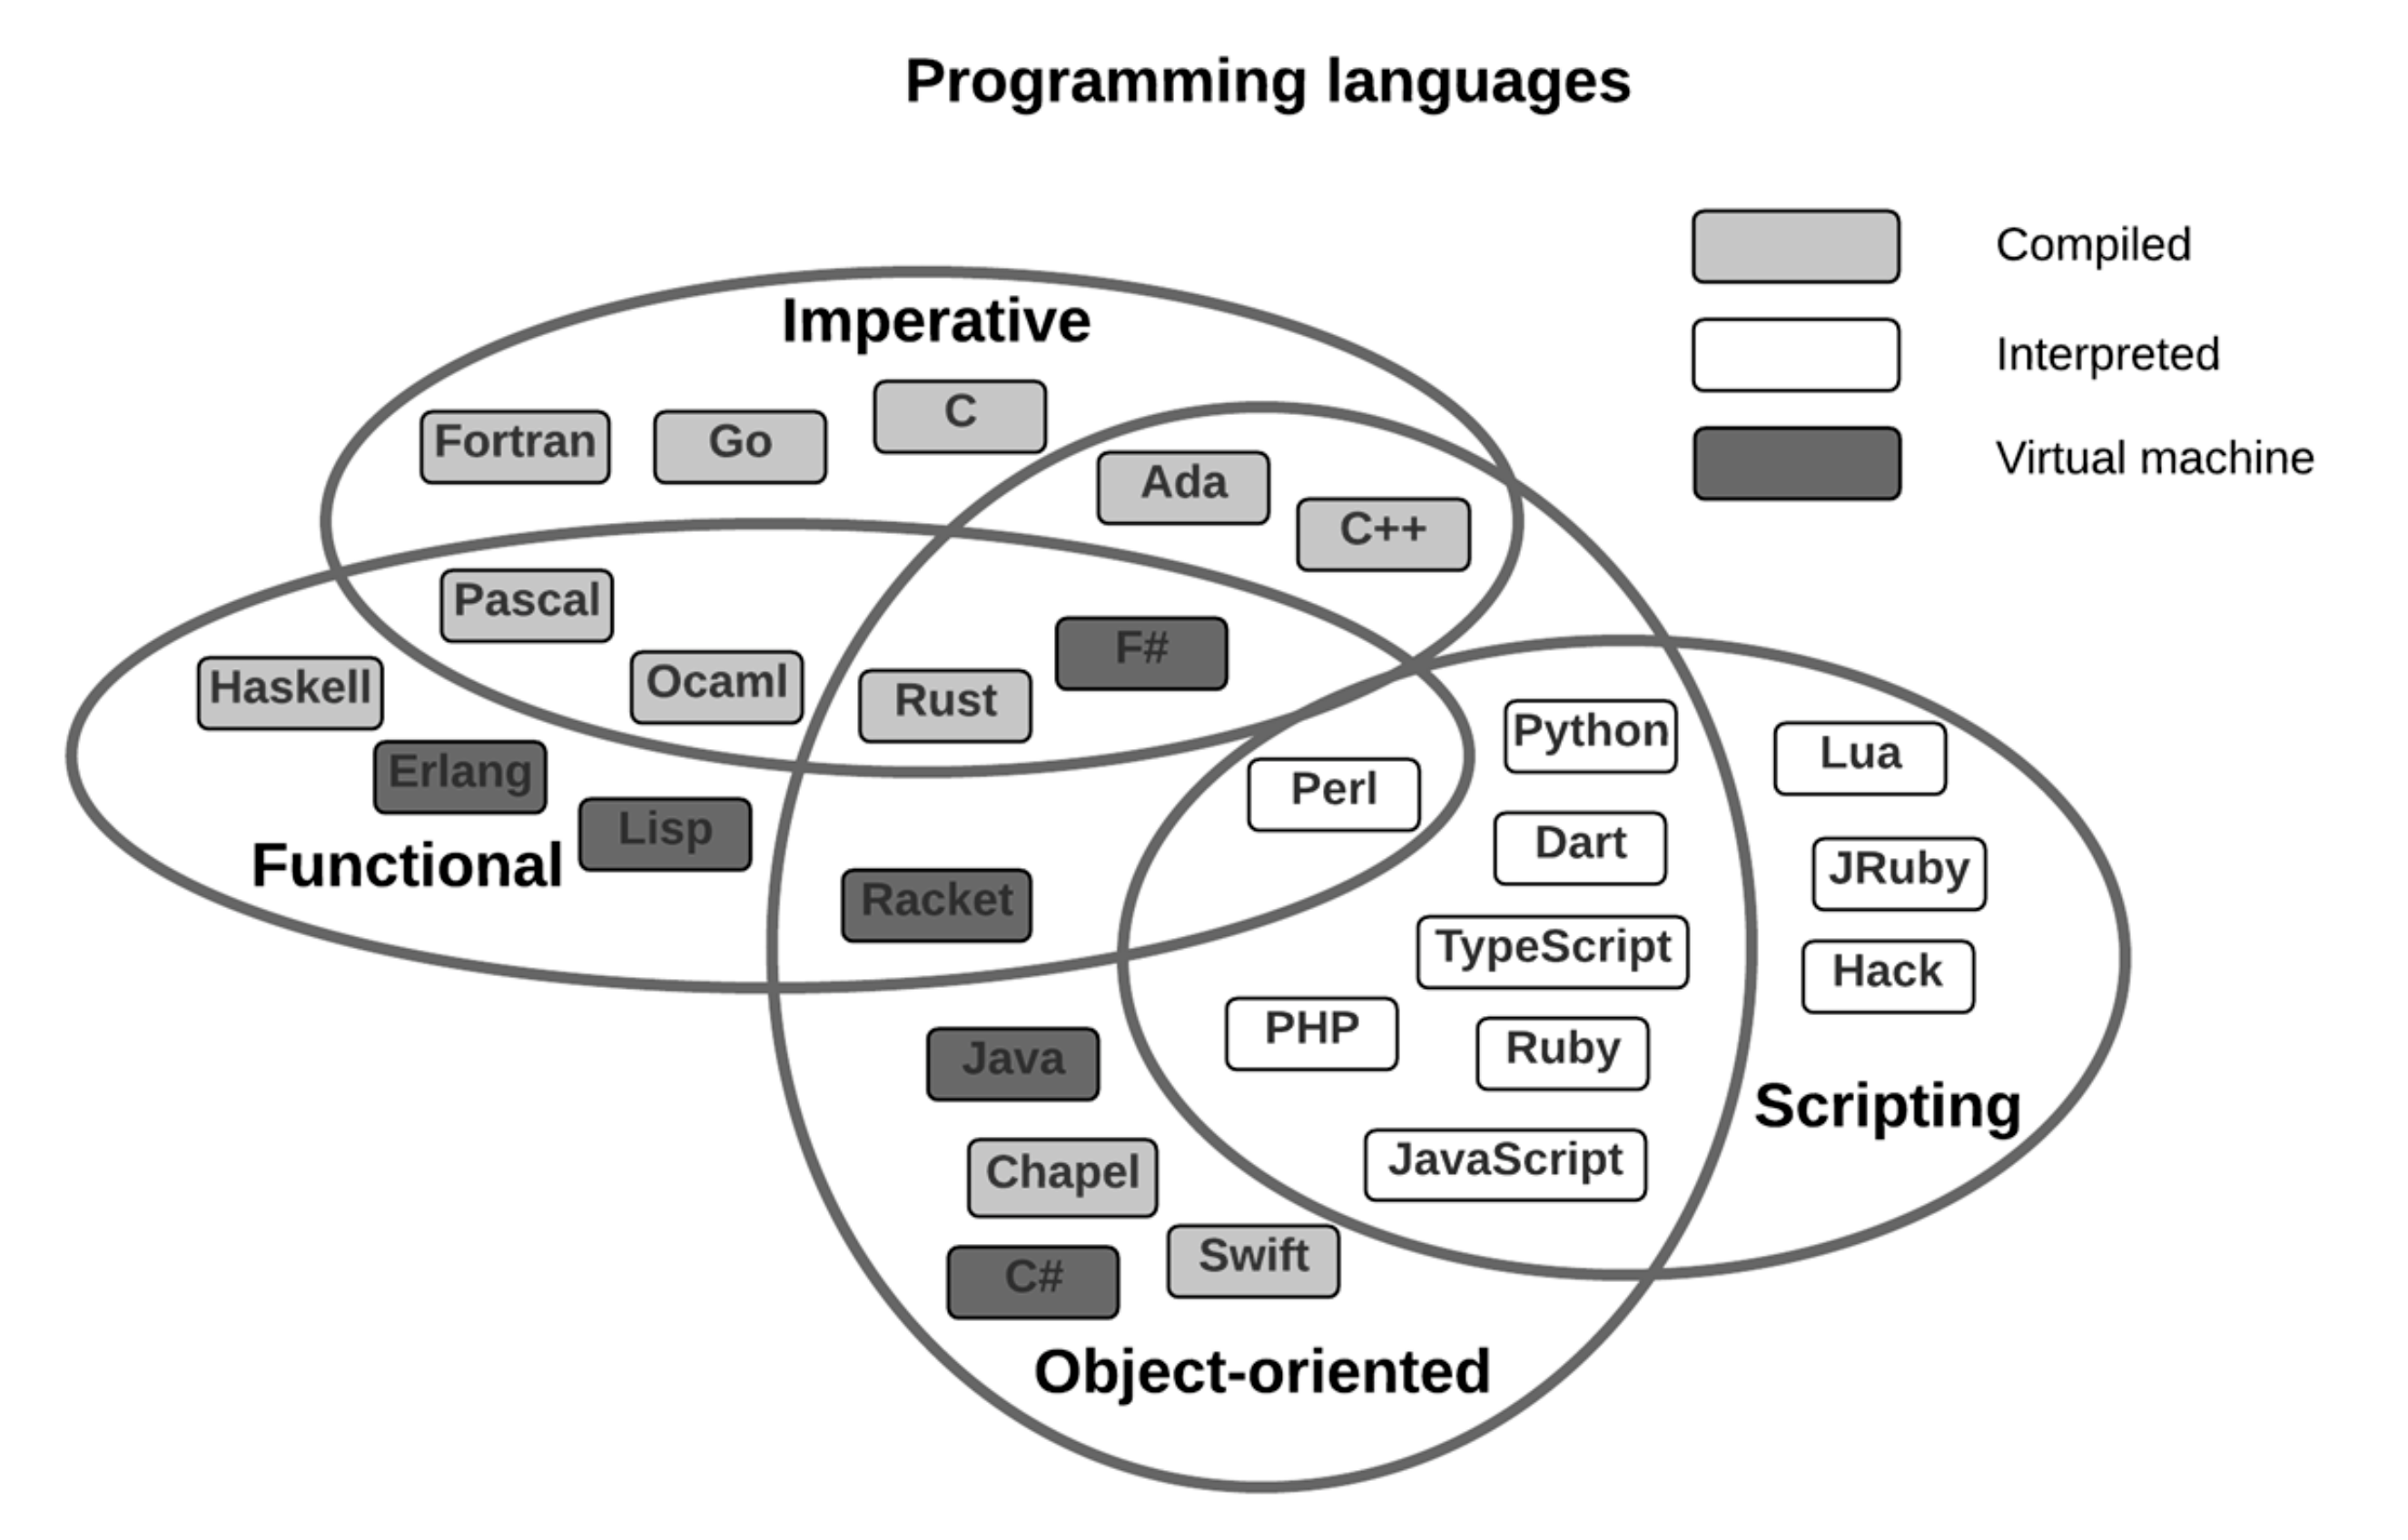 Programming languages
Compiled
Interpreted
Virtual machine
Imperative
C
Fortran
Go
Ada
C++
Pascal
F#
Haskell
Ocaml
Rust
Python
Lua
Erlang
Perl
Lisp
Dart
Functional
JRuby
Racket
TypeScript
Hack
PHP
Ruby
Java
Scripting
JavaScript
Chapel
Swift
C#
Object-oriented